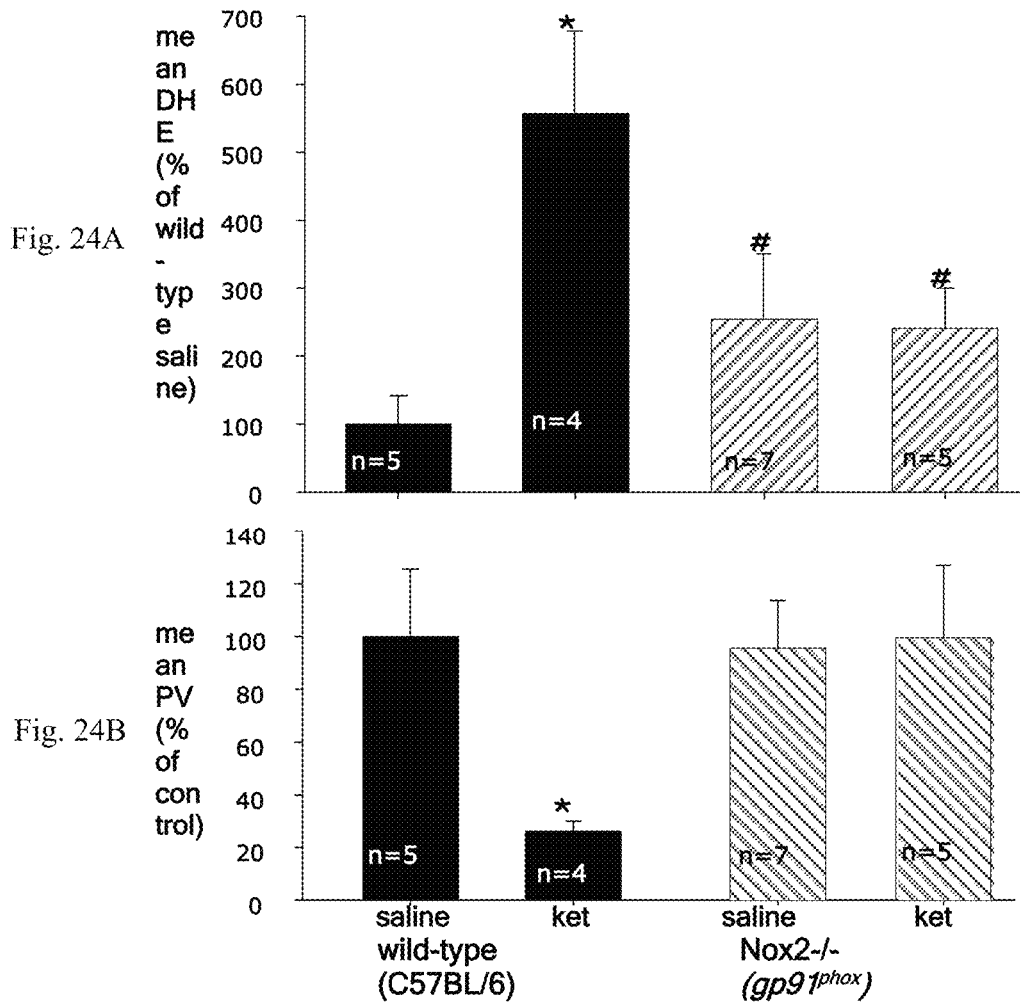 Fig. 24A
me
an
DH
E
(%
of
wild
-
typ
e
sali
ne)
700
600
500
400
300
200
100
0
*
#
#
n=5
n=4
n=7
n=5
Fig. 24B
me
an
PV
(%
of
con
trol)
140
120
100
80
60
40
20
0
*
n=5
n=4
n=7
n=5
saline ket saline ket
wild-type Nox2-/-
(C57BL/6) (gp91phox)